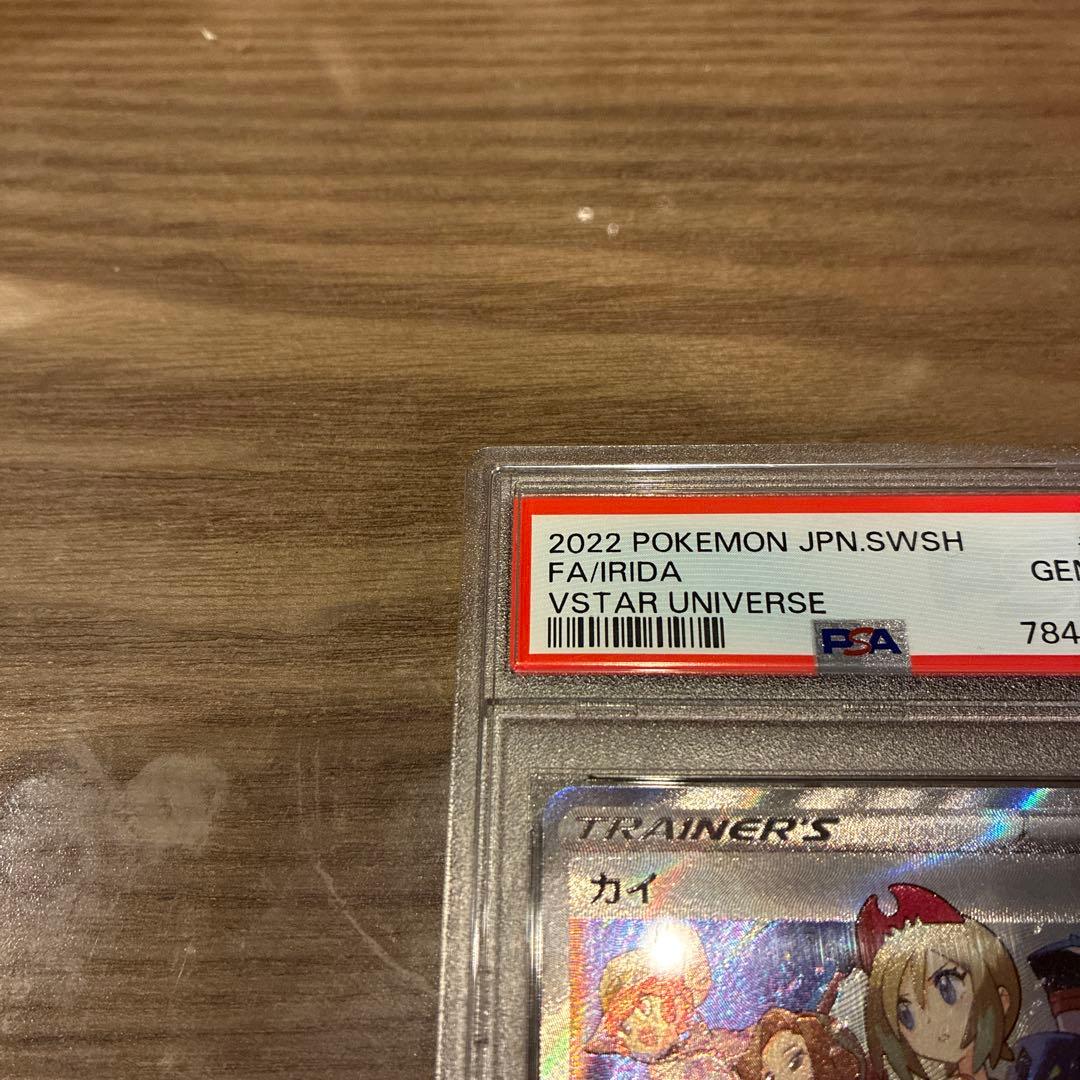 2022 POKEMON JPN.SWSH
FA/IRIDA
VSTAR UNIVERSE
GEM
PSA
784
TRAINER'S
カイ